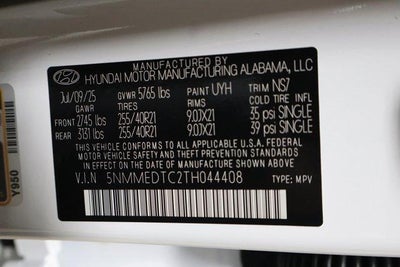 MANUFACTURED BY
HYUNDAI MOTOR MANUFACTURING ALABAMA, LLC
Jul/09/25 GVWR 5765 lbs PAINT UYH TRIM NS7
GAWR TIRES RIMS COLD TIRE INFL.
FRONT 2745 lbs 255/40R21 9.0JX21 35 psi SINGLE
REAR 3131 lbs 255/40R21 9.0JX21 39 psi SINGLE
THIS VEHICLE CONFORMS TO ALL APPLICABLE U.S.A. FEDERAL
MOTOR VEHICLE SAFETY STANDARDS IN EFFECT ON THE DATE
OF MANUFACTURE SHOWN ABOVE.
V.I.N 5NMMEDTC2TH044408 TYPE: MPV
Y950